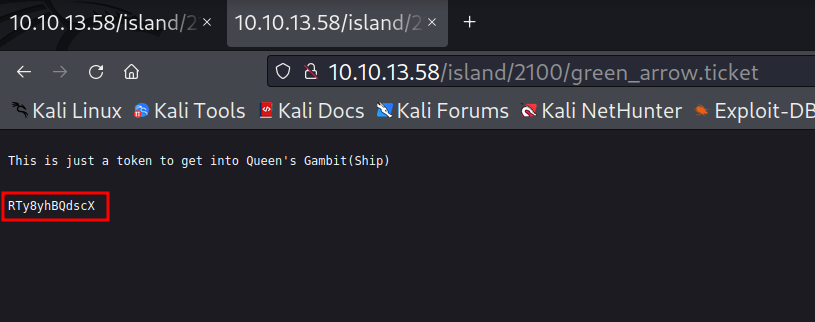 10.10.13.58/island/2
10.10.13.58/island/2
10.10.13.58/island/2100/green_arrow.ticket
Kali Linux Kali Tools Kali Docs Kali Forums Kali NetHunter Exploit-DB
This is just a token to get into Queen's Gambit(Ship)
RTy8yhBQdscX